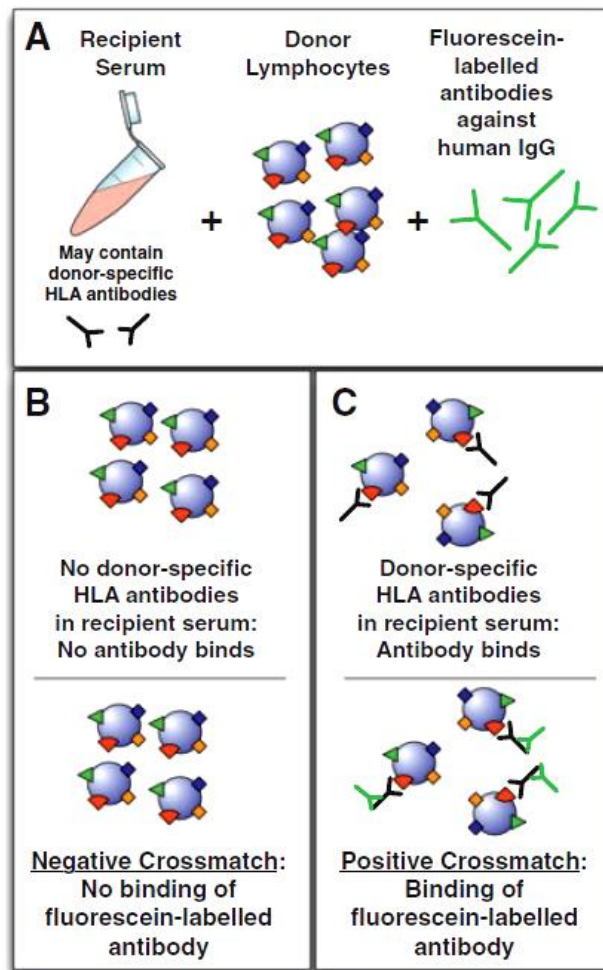 A
Recipient
Serum
Donor
Lymphocytes
Fluorescein-
labelled
antibodies
against
human IgG
+
+
May contain
donor-specific
HLA antibodies
B
No donor-specific
HLA antibodies
in recipient serum:
No antibody binds
Negative Crossmatch:
No binding of
fluorescein-labelled
antibody
C
Donor-specific
HLA antibodies
in recipient serum:
Antibody binds
Positive Crossmatch:
Binding of
fluorescein-labelled
antibody